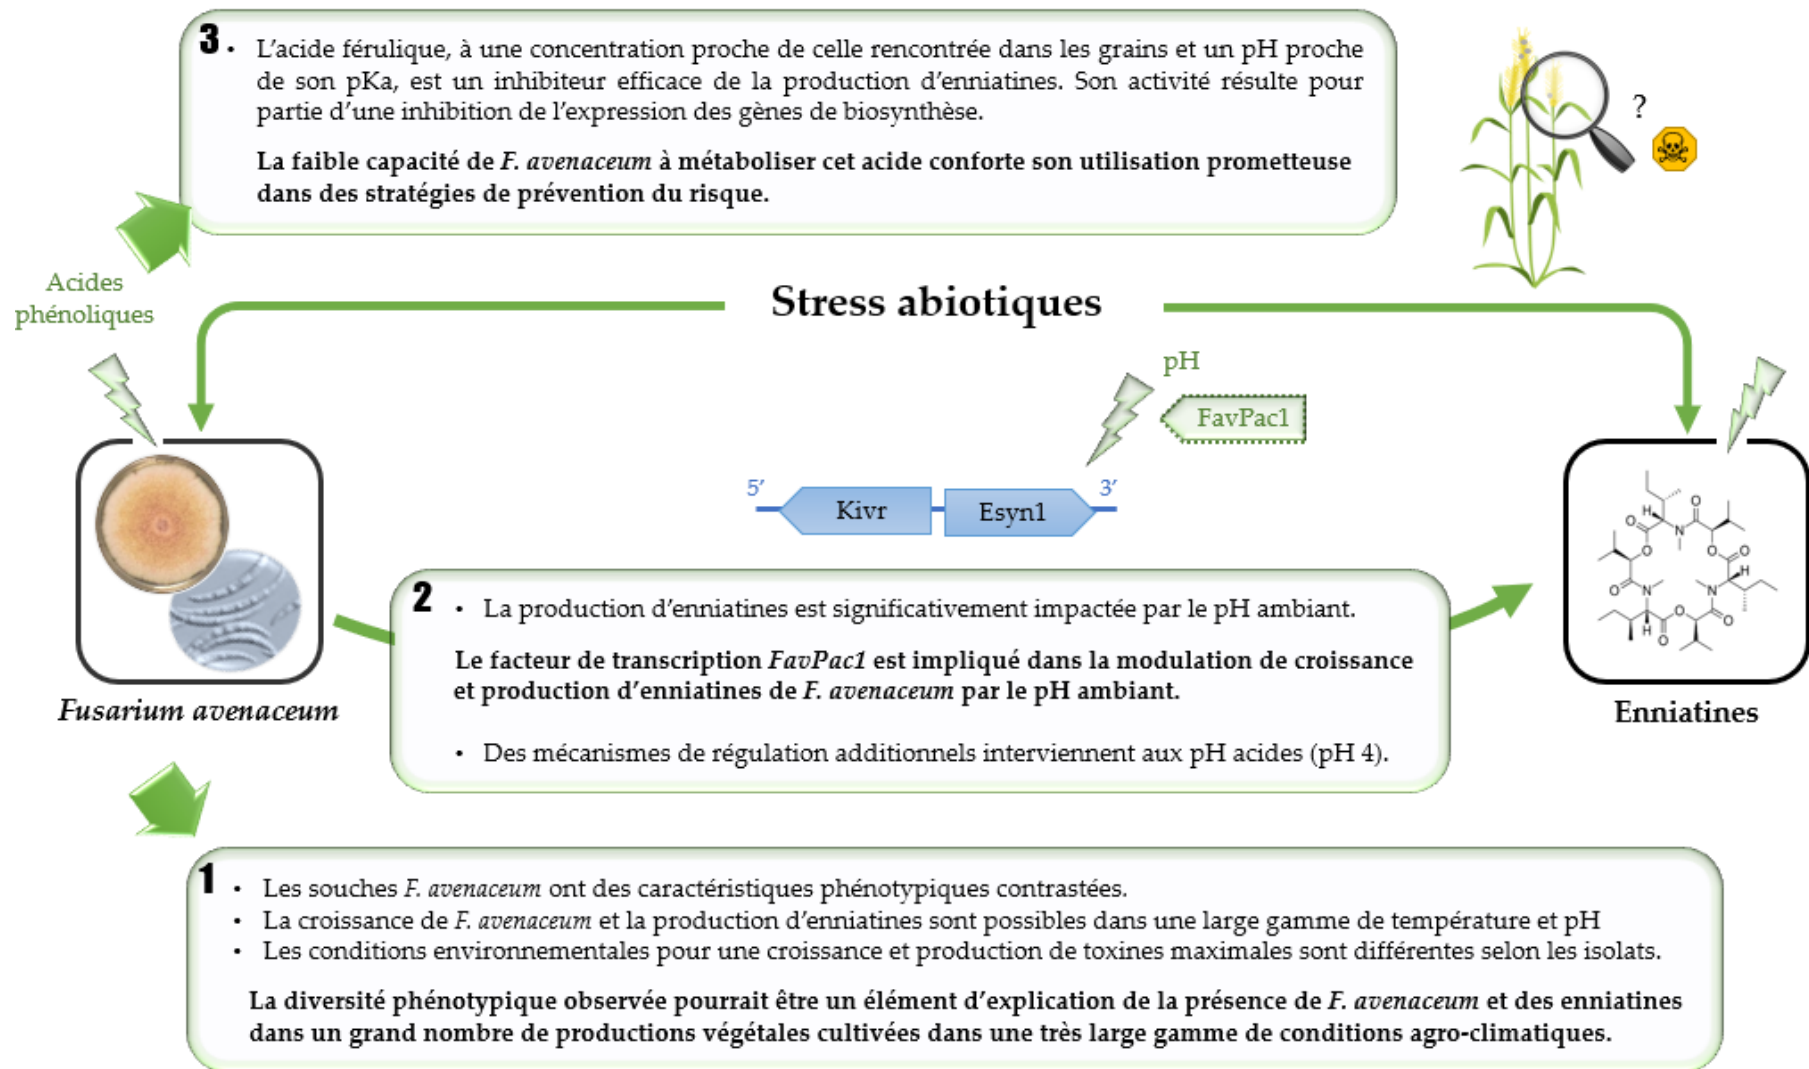 3
• L'acide férulique, à une concentration proche de celle rencontrée dans les grains et un pH proche
de son pKa, est un inhibiteur efficace de la production d'enniatines. Son activité résulte pour
partie d'une inhibition de l'expression des gènes de biosynthèse.
La faible capacité de F. avenaceum à métaboliser cet acide conforte son utilisation prometteuse
dans des stratégies de prévention du risque.
?
Acides
phénoliques
Stress abiotiques
pH
FavPac1
5’
Kivr
Esyn1
3’
H
N
O
O
O
O
O
N
H
O
N
O
H
O
O
Fusarium avenaceum
Enniatines
2
• La production d'enniatines est significativement impactée par le pH ambiant.
Le facteur de transcription FavPac1 est impliqué dans la modulation de croissance
et production d'enniatines de F. avenaceum par le pH ambiant.
• Des mécanismes de régulation additionnels interviennent aux pH acides (pH 4).
1
• Les souches F. avenaceum ont des caractéristiques phénotypiques contrastées.
• La croissance de F. avenaceum et la production d'enniatines sont possibles dans une large gamme de température et pH
• Les conditions environnementales pour une croissance et production de toxines maximales sont différentes selon les isolats.
La diversité phénotypique observée pourrait être un élément d'explication de la présence de F. avenaceum et des enniatines
dans un grand nombre de productions végétales cultivées dans une très large gamme de conditions agro-climatiques.